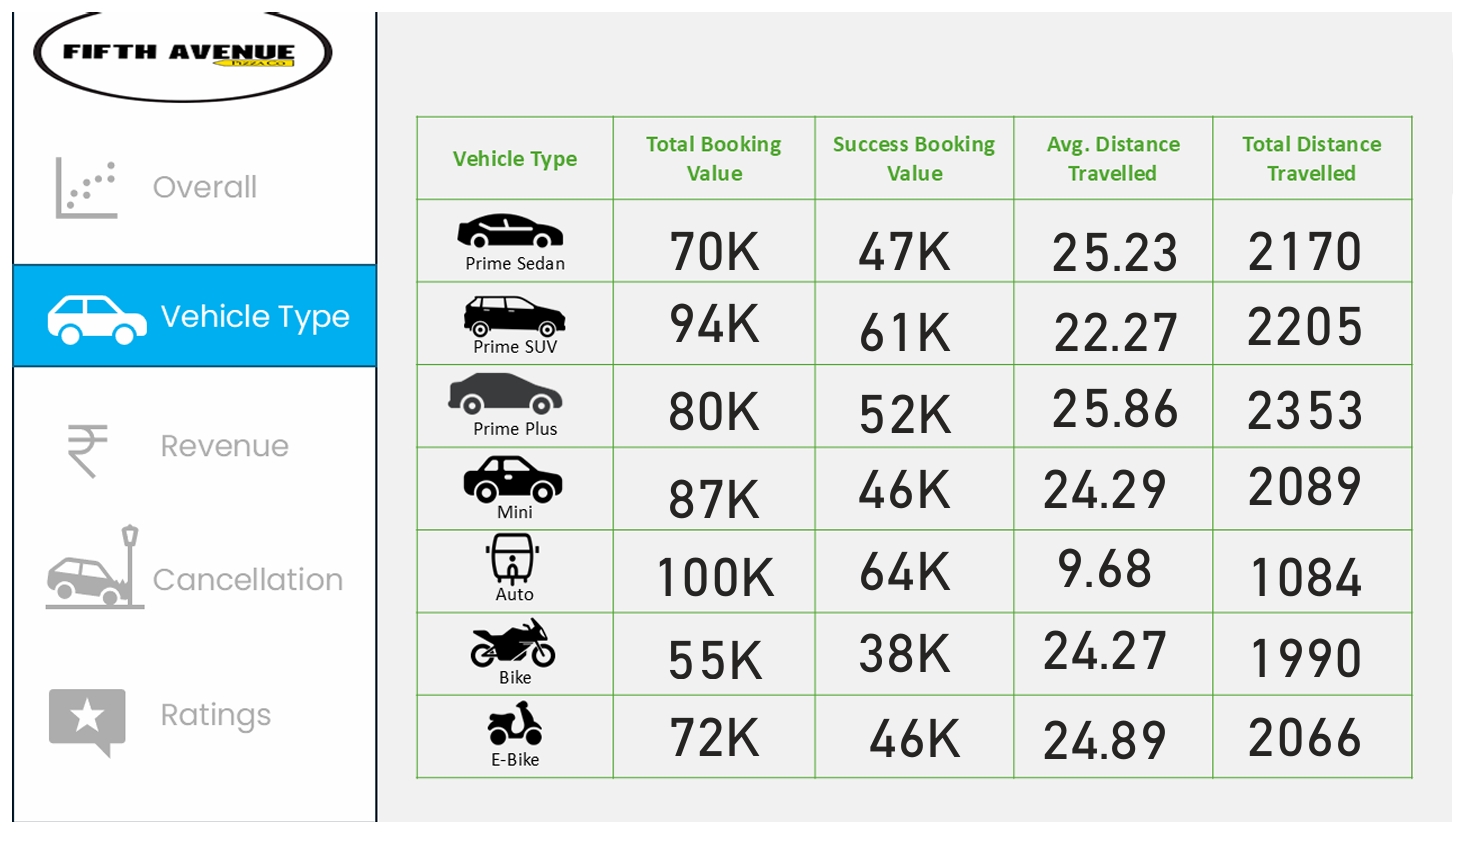 FIFTH AVENUE
PIZZA CO
Overall
Vehicle Type
₹ Revenue
Cancellation
Ratings
Vehicle Type Total Booking Value Success Booking Value Avg. Distance Travelled Total Distance Travelled
Prime Sedan 70K 47K 25.23 2170
Prime SUV 94K 61K 22.27 2205
Prime Plus 80K 52K 25.86 2353
Mini 87K 46K 24.29 2089
Auto 100K 64K 9.68 1084
Bike 55K 38K 24.27 1990
E-Bike 72K 46K 24.89 2066